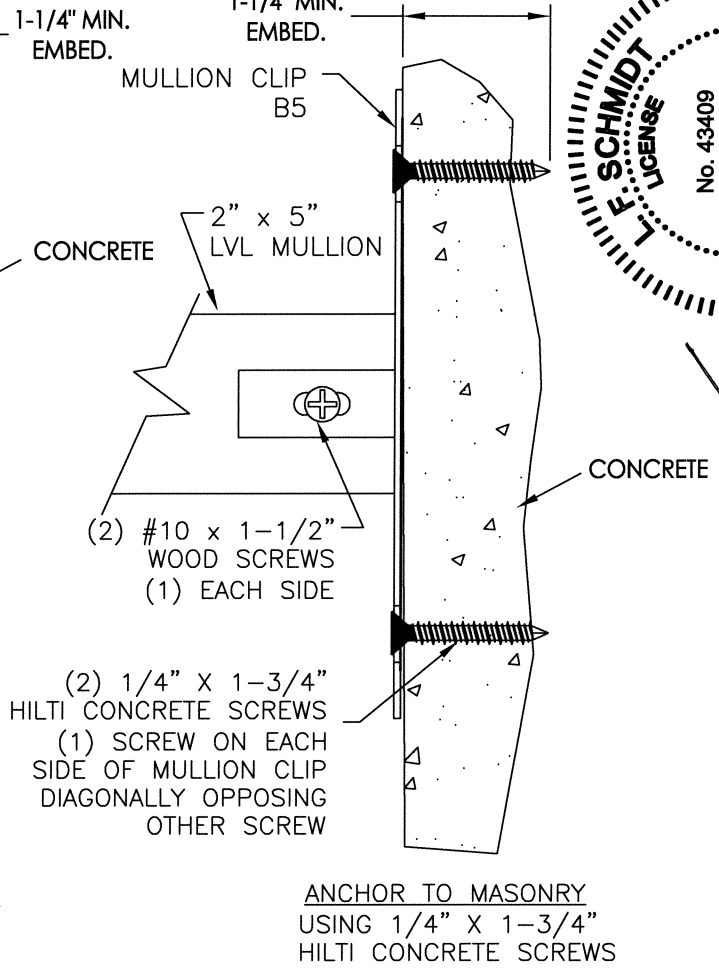 1-1/4" MIN.
EMBED.
1-1/4" MIN.
EMBED.
MULLION CLIP
B5
2" x 5"
LVL MULLION
CONCRETE
L. F. SCHMIDT
LICENSE
No. 43409
CONCRETE
(2) #10 x 1-1/2"
WOOD SCREWS
(1) EACH SIDE
(2) 1/4" X 1-3/4"
HILTI CONCRETE SCREWS
(1) SCREW ON EACH
SIDE OF MULLION CLIP
DIAGONALLY OPPOSING
OTHER SCREW
ANCHOR TO MASONRY
USING 1/4" X 1-3/4"
HILTI CONCRETE SCREWS